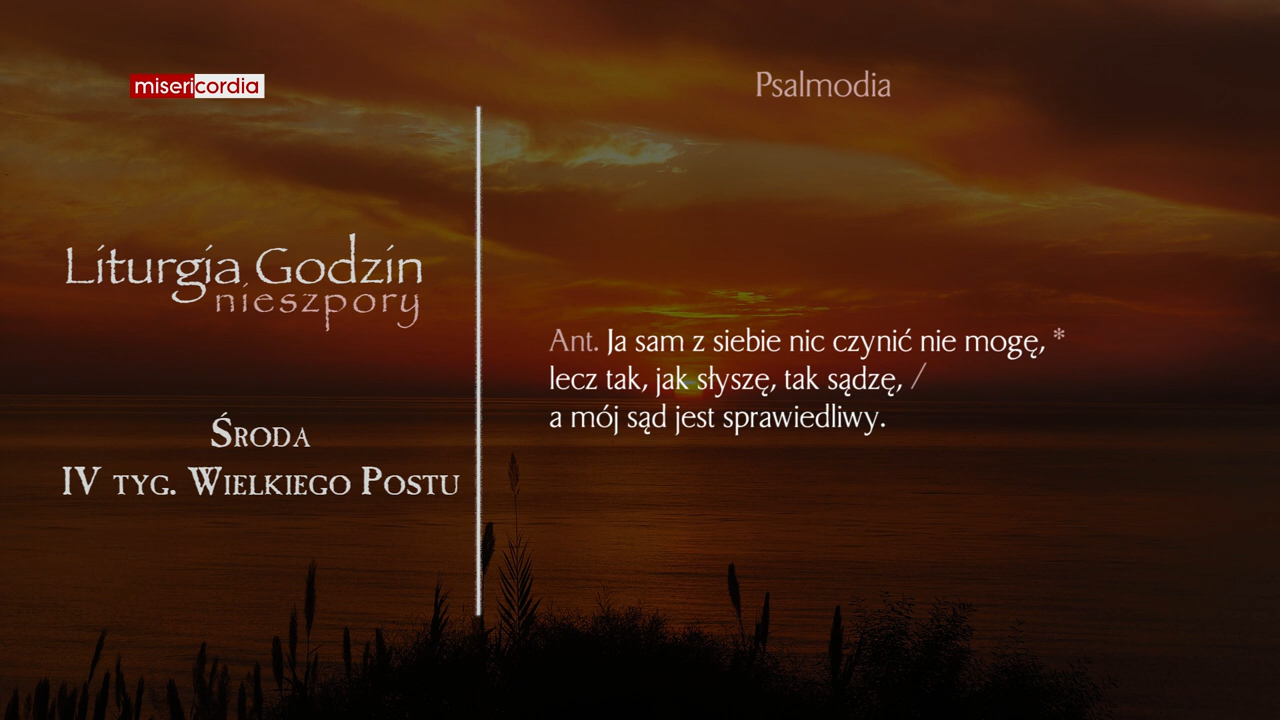 misericordia
Liturgia Godzin
nieszpory
Środa
IV tyg. Wielkiego Postu
Psalmodia
Ant. Ja sam z siebie nic czynić nie mogę, *
lecz tak, jak słyszę, tak sądzę, /
a mój sąd jest sprawiedliwy.